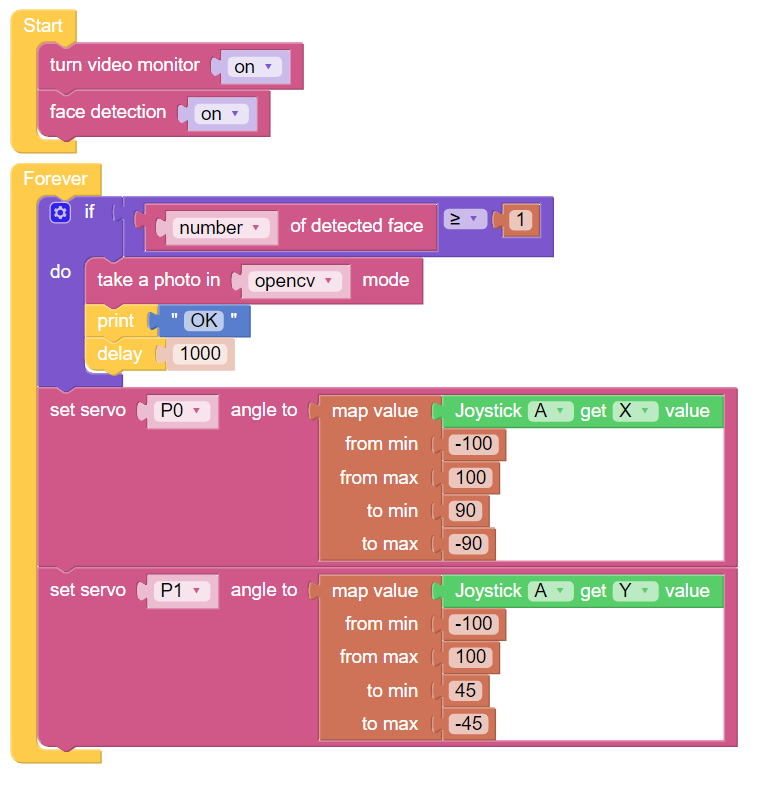 Start
turn video monitor on
face detection on
Forever
if number of detected face ≥ 1
do take a photo in opencv mode
print " OK "
delay 1000
set servo P0 angle to map value Joystick A get X value
from min -100
from max 100
to min 90
to max -90
set servo P1 angle to map value Joystick A get Y value
from min -100
from max 100
to min 45
to max -45